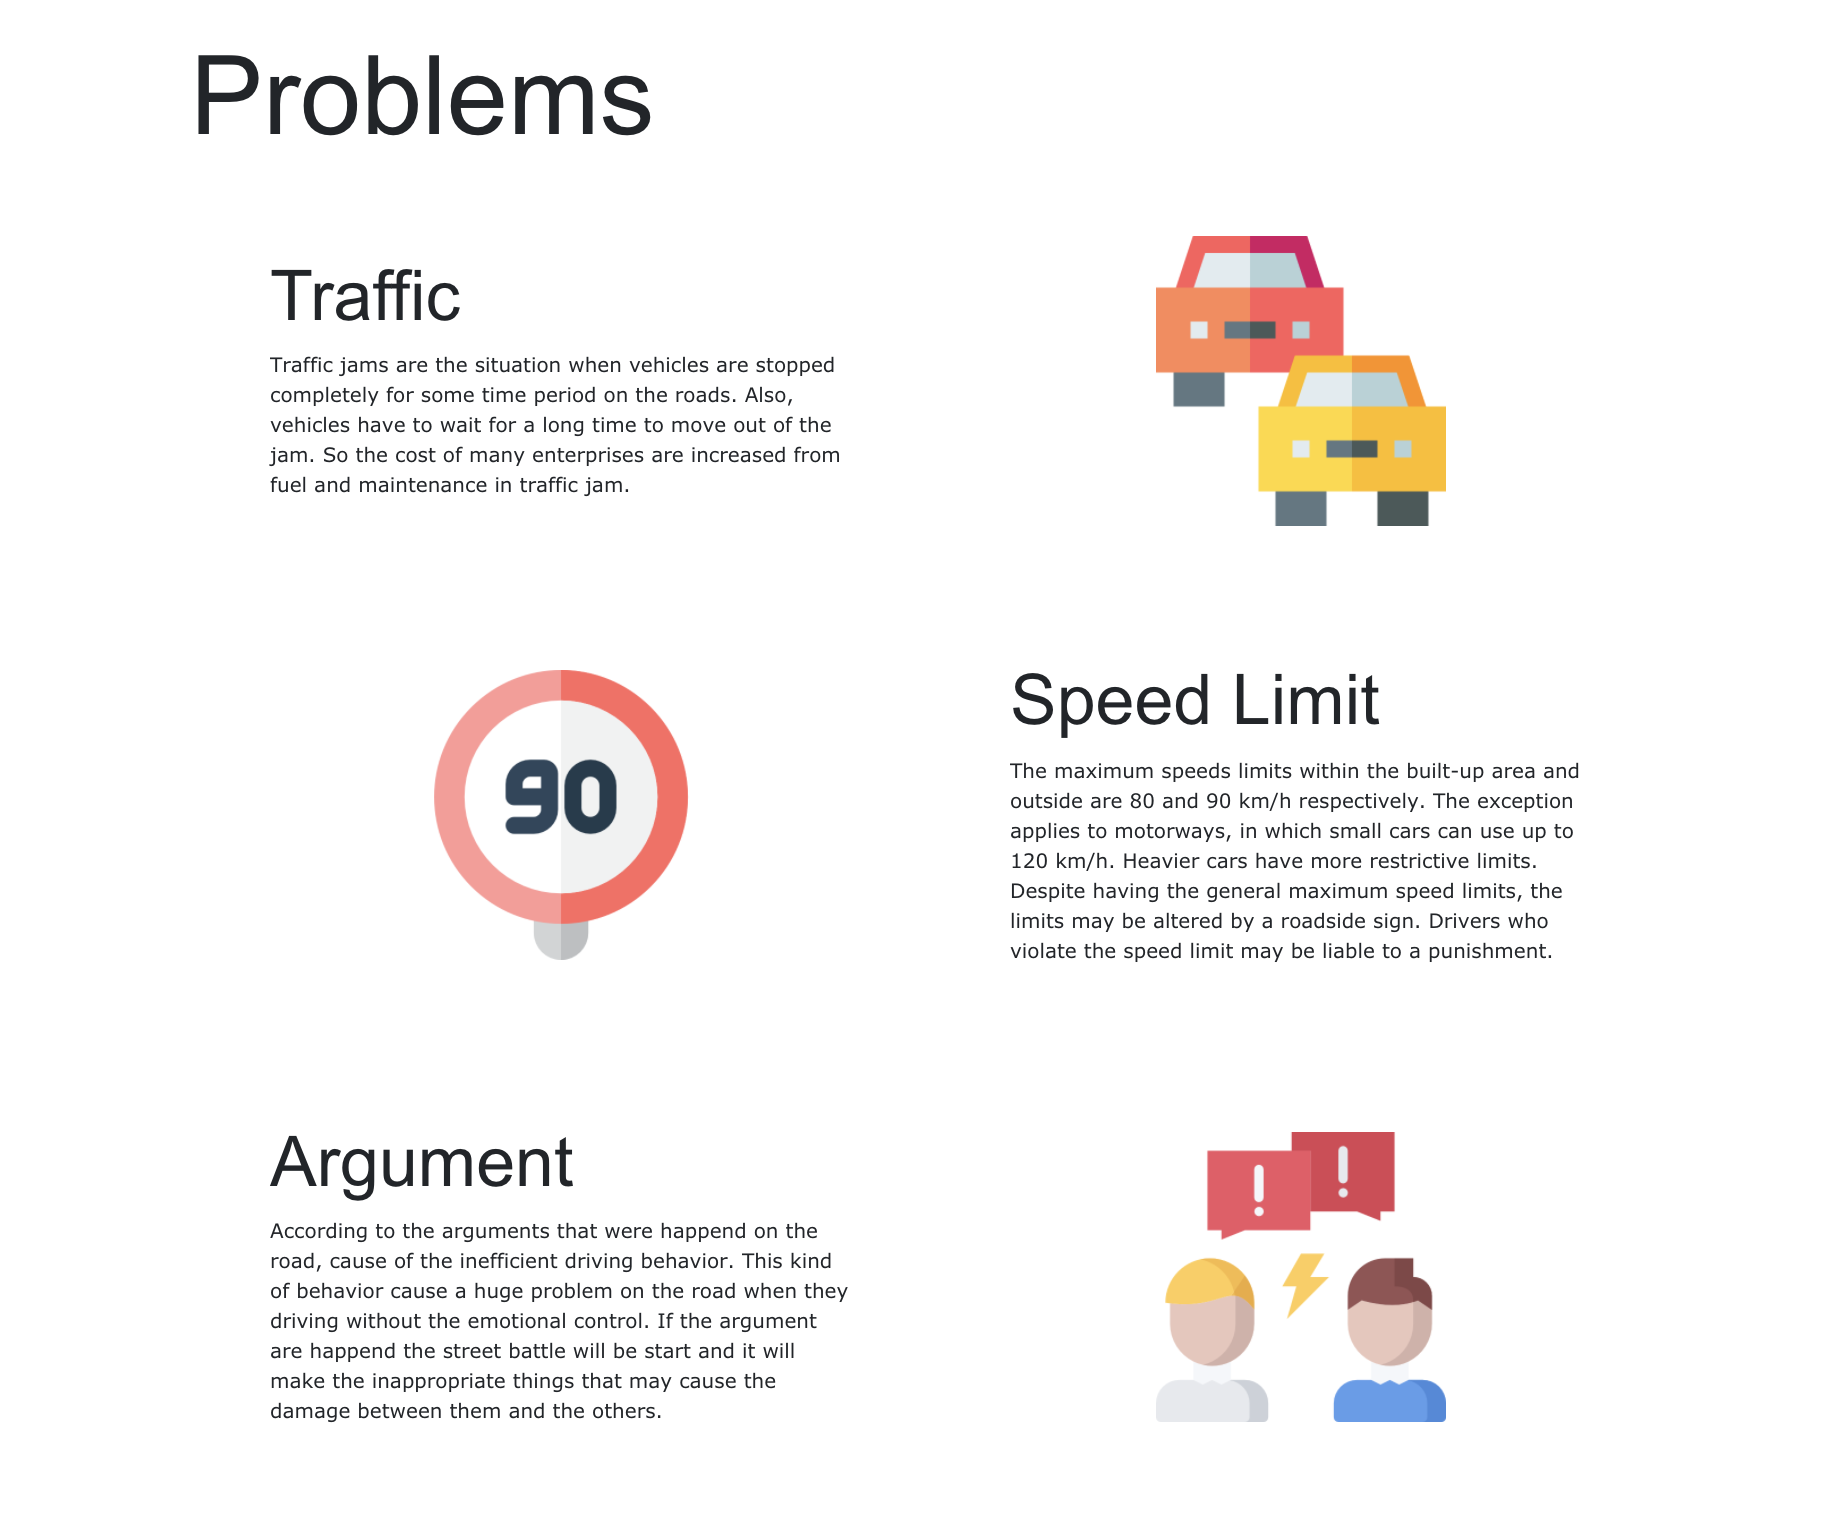 Problems
Traffic
Traffic jams are the situation when vehicles are stopped
completely for some time period on the roads. Also,
vehicles have to wait for a long time to move out of the
jam. So the cost of many enterprises are increased from
fuel and maintenance in traffic jam.
90
Speed Limit
The maximum speeds limits within the built-up area and
outside are 80 and 90 km/h respectively. The exception
applies to motorways, in which small cars can use up to
120 km/h. Heavier cars have more restrictive limits.
Despite having the general maximum speed limits, the
limits may be altered by a roadside sign. Drivers who
violate the speed limit may be liable to a punishment.
Argument
According to the arguments that were happend on the
road, cause of the inefficient driving behavior. This kind
of behavior cause a huge problem on the road when they
driving without the emotional control. If the argument
are happend the street battle will be start and it will
make the inappropriate things that may cause the
damage between them and the others.
! !